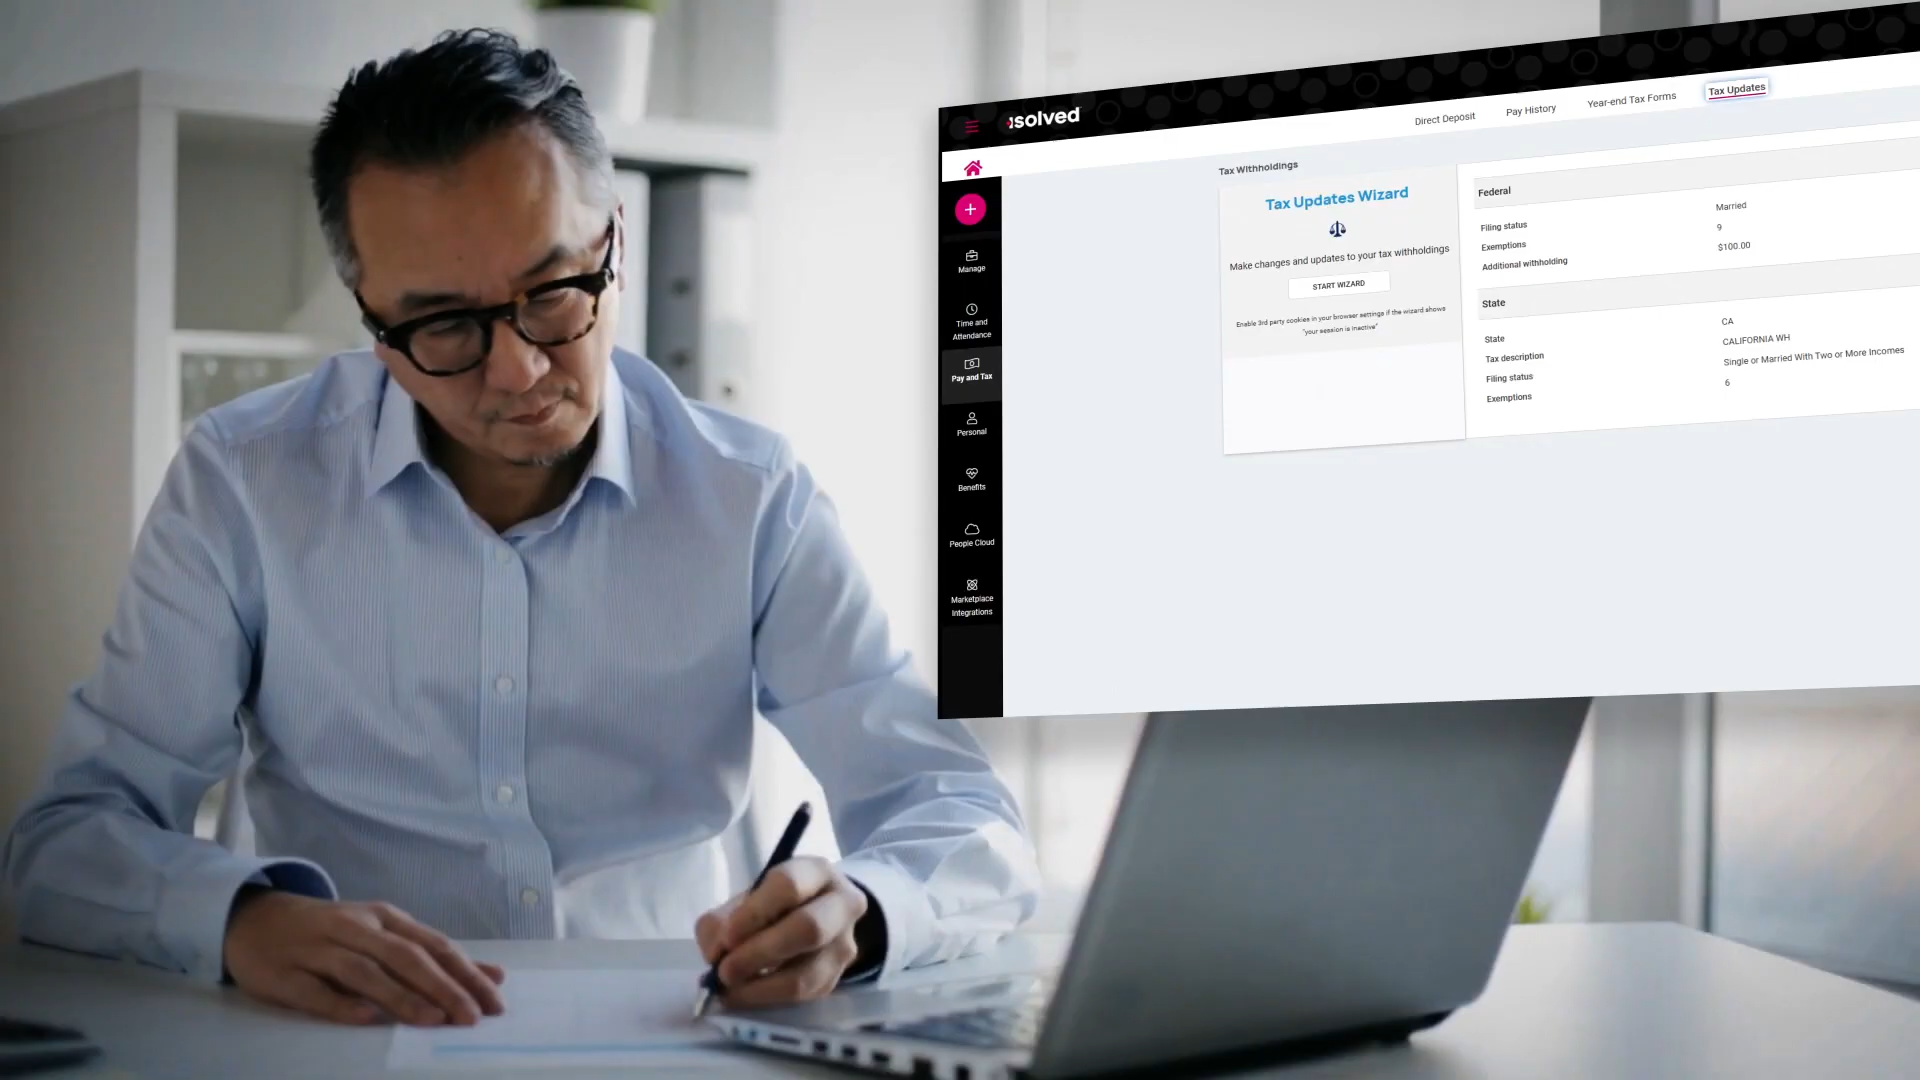 isolved
Direct Deposit
Pay History
Year-end Tax Forms
Tax Updates
Manage
Time and
Attendance
Pay and Tax
Personal
Benefits
People Cloud
Marketplace
Integrations
Tax Withholdings
Tax Updates Wizard
Make changes and updates to your tax withholdings
START WIZARD
Enable 3rd party cookies in your browser settings if the wizard shows
"your session is inactive"
Federal
Filing status Married
Exemptions 9
Additional withholding $100.00
State
State CA
Tax description CALIFORNIA WH
Filing status Single or Married With Two or More Incomes
Exemptions 6